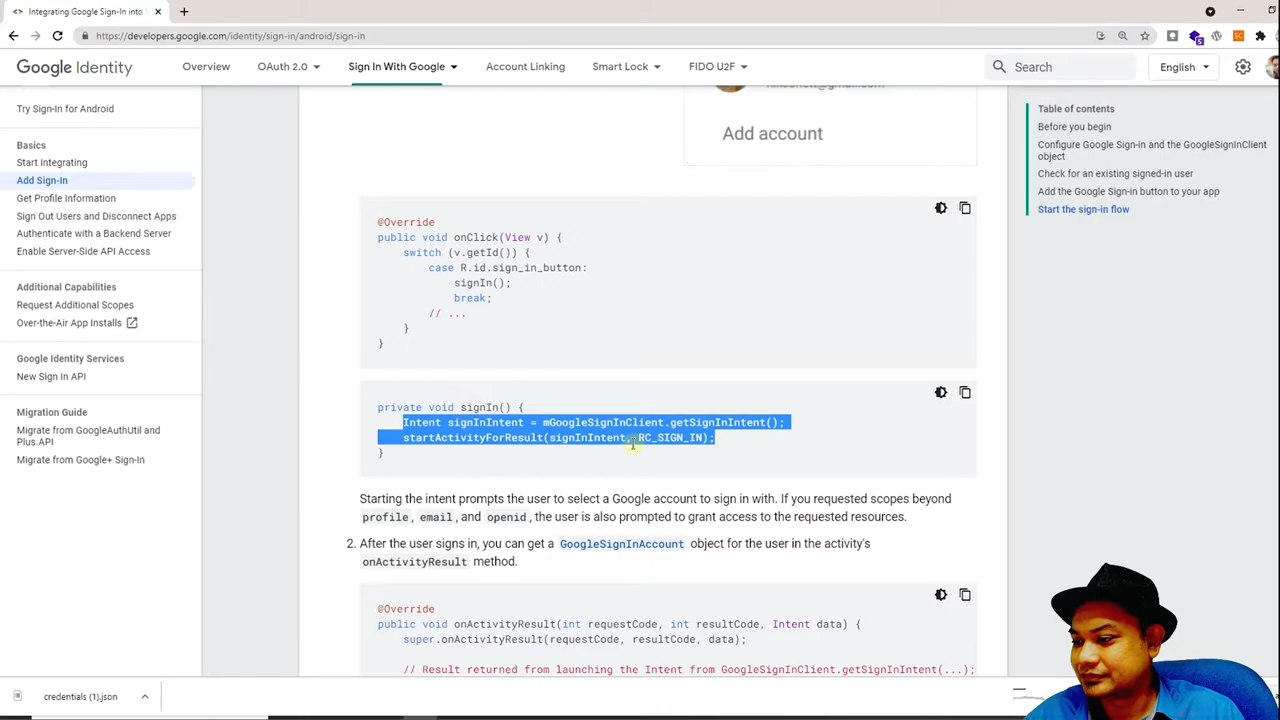 Integrating Google Sign-In into
https://developers.google.com/identity/sign-in/android/sign-in
Google Identity
Overview
OAuth 2.0
Sign In With Google
Account Linking
Smart Lock
FIDO U2F
Search
English
Try Sign-In for Android
Basics
Start Integrating
Add Sign-In
Get Profile Information
Sign Out Users and Disconnect Apps
Authenticate with a Backend Server
Enable Server-Side API Access
Additional Capabilities
Request Additional Scopes
Over-the-Air App Installs
Google Identity Services
New Sign In API
Migration Guide
Migrate from GoogleAuthUtil and
Plus.API
Migrate from Google+ Sign-In
Add account
@Override
public void onClick(View v) {
switch (v.getId()) {
case R.id.sign_in_button:
signIn();
break;
// ...
}
}
private void signIn() {
Intent signInIntent = mGoogleSignInClient.getSignInIntent();
startActivityForResult(signInIntent, RC_SIGN_IN);
}
Starting the intent prompts the user to select a Google account to sign in with. If you requested scopes beyond
profile, email, and openid, the user is also prompted to grant access to the requested resources.
2. After the user signs in, you can get a GoogleSignInAccount object for the user in the activity's
onActivityResult method.
@Override
public void onActivityResult(int requestCode, int resultCode, Intent data) {
super.onActivityResult(requestCode, resultCode, data);
// Result returned from launching the Intent from GoogleSignInClient.getSignInIntent(...);
Table of contents
Before you begin
Configure Google Sign-in and the GoogleSignInClient
object
Check for an existing signed-in user
Add the Google Sign-in button to your app
Start the sign-in flow
credentials (1).json